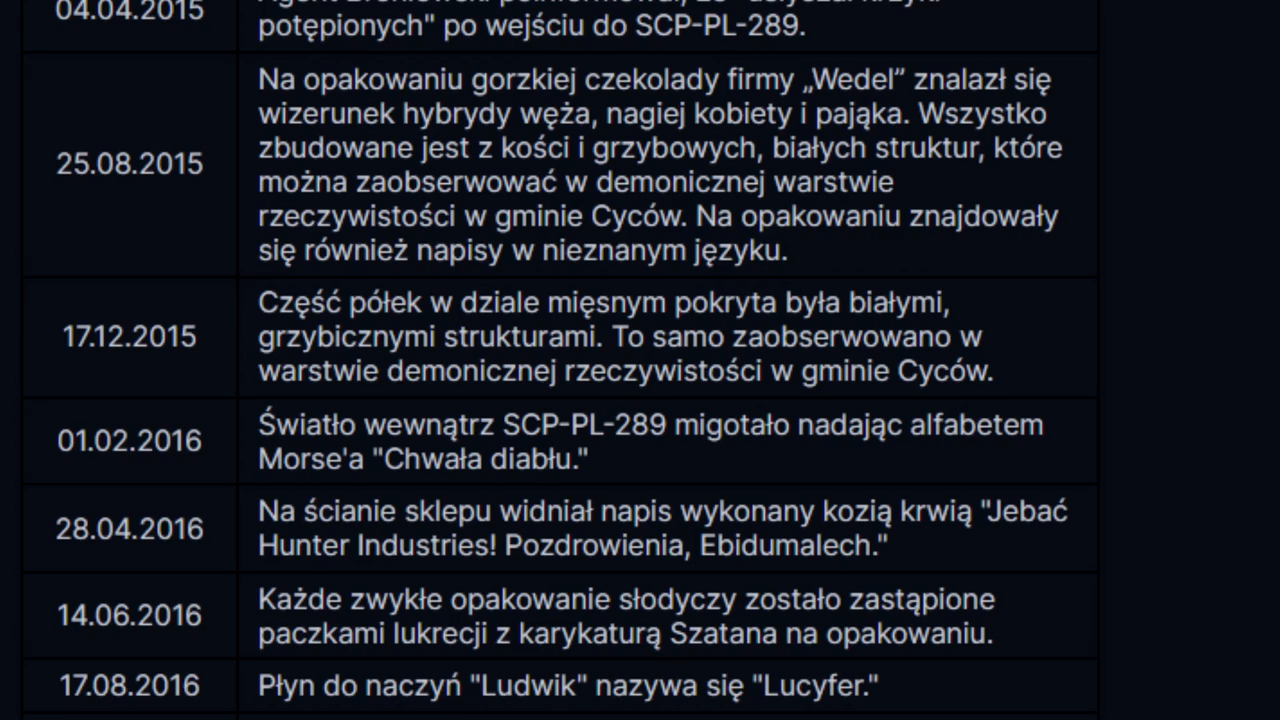 04.04.2015
potępionych" po wejściu do SCP-PL-289.
25.08.2015
Na opakowaniu gorzkiej czekolady firmy „Wedel” znalazł się
wizerunek hybrydy węża, nagiej kobiety i pająka. Wszystko
zbudowane jest z kości i grzybowych, białych struktur, które
można zaobserwować w demonicznej warstwie
rzeczywistości w gminie Cyców. Na opakowaniu znajdowały
się również napisy w nieznanym języku.
17.12.2015
Część półek w dziale mięsnym pokryta była białymi,
grzybicznymi strukturami. To samo zaobserwowano w
warstwie demonicznej rzeczywistości w gminie Cyców.
01.02.2016
Światło wewnątrz SCP-PL-289 migotało nadając alfabetem
Morse'a "Chwała diabłu."
28.04.2016
Na ścianie sklepu widniał napis wykonany kozią krwią "Jebać
Hunter Industries! Pozdrowienia, Ebidumalech."
14.06.2016
Każde zwykłe opakowanie słodyczy zostało zastąpione
paczkami lukrecji z karykaturą Szatana na opakowaniu.
17.08.2016
Płyn do naczyń "Ludwik" nazywa się "Lucyfer."